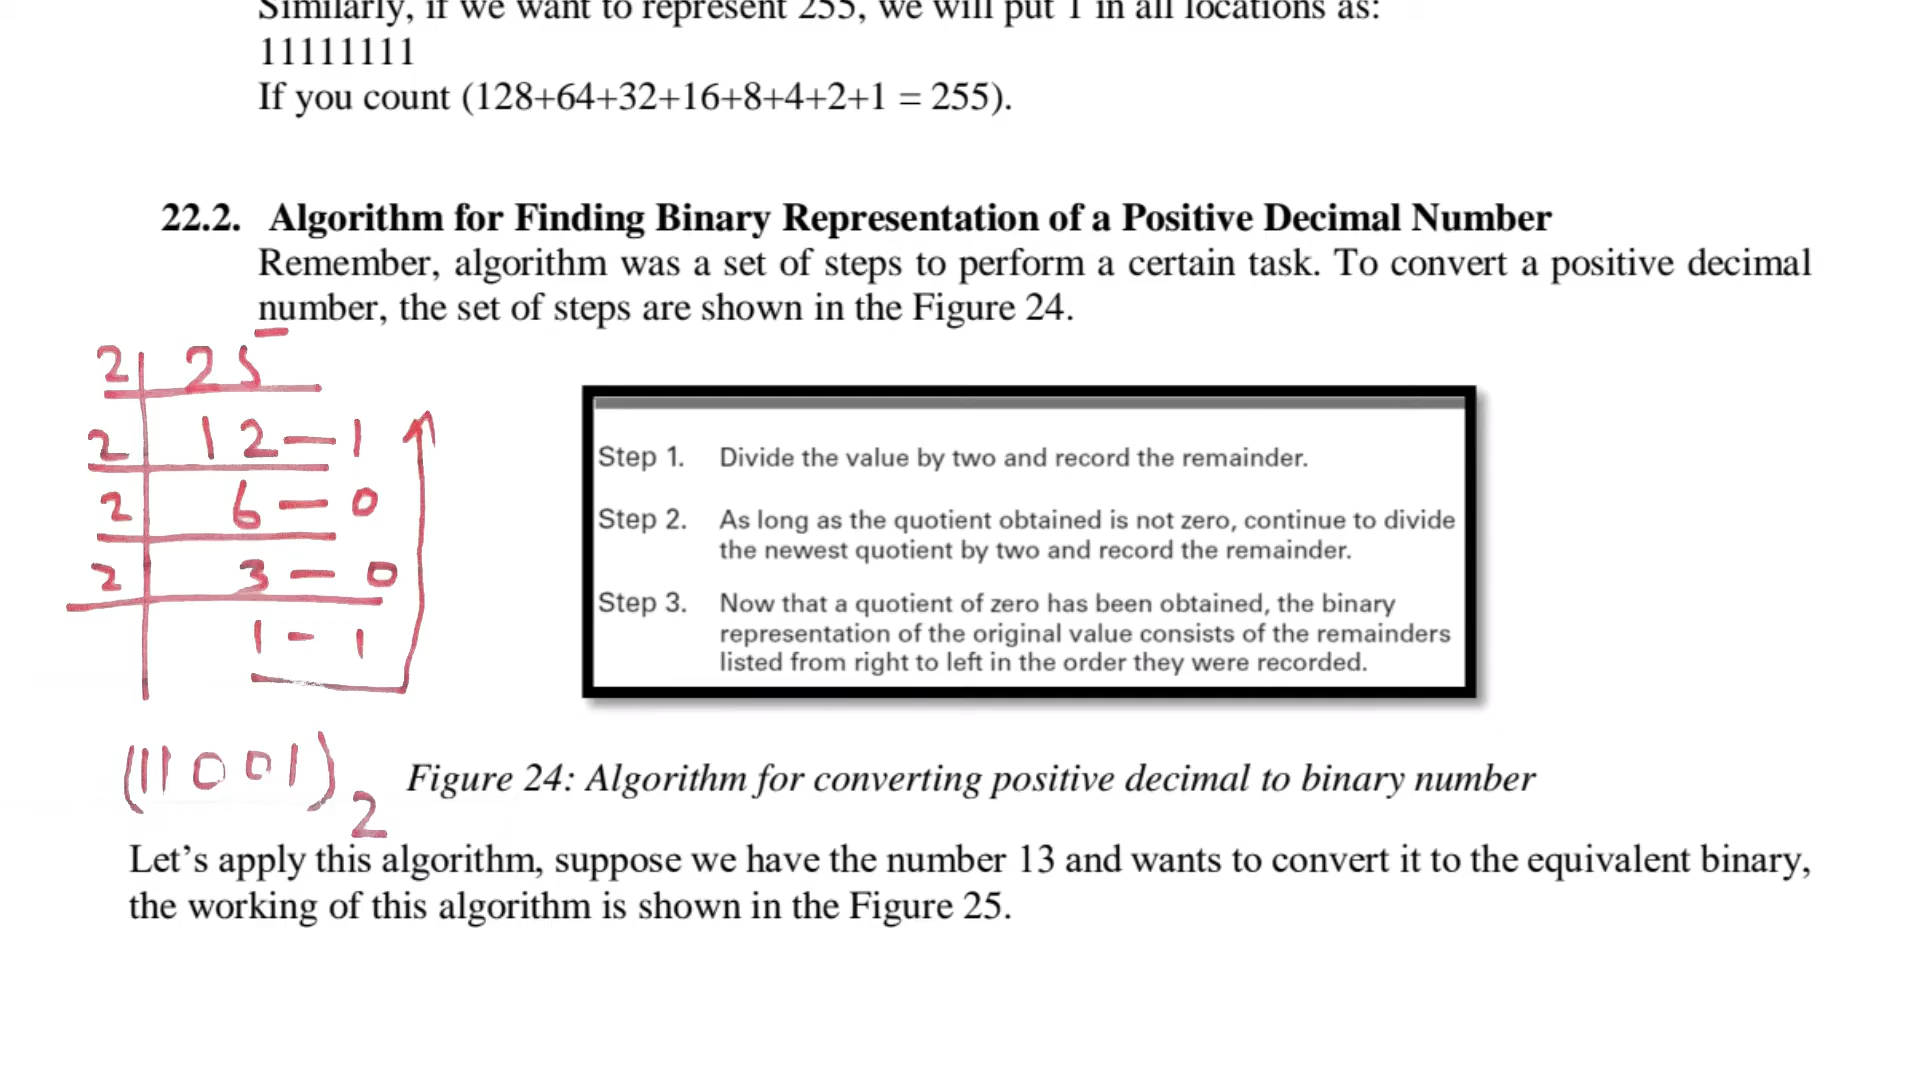 Similarly, if we want to represent 255, we will put 1 in all locations as:
11111111
If you count (128+64+32+16+8+4+2+1 = 255).
22.2. Algorithm for Finding Binary Representation of a Positive Decimal Number
Remember, algorithm was a set of steps to perform a certain task. To convert a positive decimal
number, the set of steps are shown in the Figure 24.
2 25
2 12 - 1
2 6 - 0
2 3 - 0
1 - 1
(11001)2
Step 1. Divide the value by two and record the remainder.
Step 2. As long as the quotient obtained is not zero, continue to divide
the newest quotient by two and record the remainder.
Step 3. Now that a quotient of zero has been obtained, the binary
representation of the original value consists of the remainders
listed from right to left in the order they were recorded.
Figure 24: Algorithm for converting positive decimal to binary number
Let’s apply this algorithm, suppose we have the number 13 and wants to convert it to the equivalent binary,
the working of this algorithm is shown in the Figure 25.